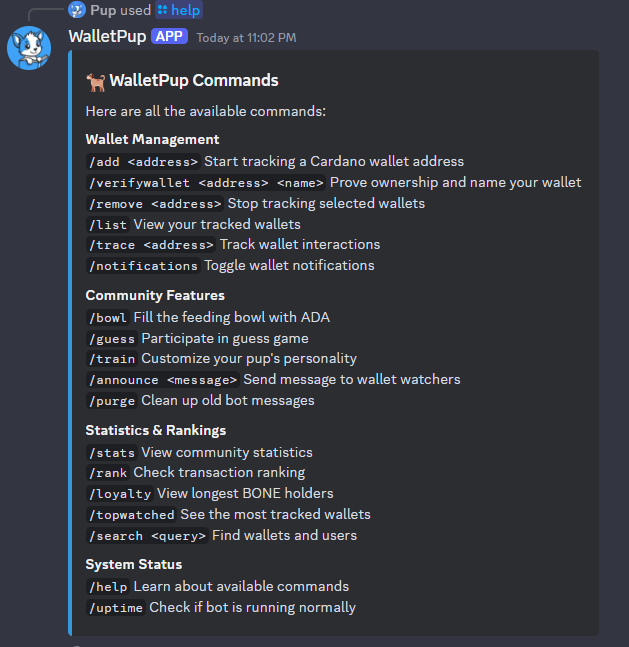 Pup used help
WalletPup APP Today at 11:02 PM
WalletPup Commands
Here are all the available commands:
Wallet Management
/add <address> Start tracking a Cardano wallet address
/verifywallet <address> <name> Prove ownership and name your wallet
/remove <address> Stop tracking selected wallets
/list View your tracked wallets
/trace <address> Track wallet interactions
/notifications Toggle wallet notifications
Community Features
/bowl Fill the feeding bowl with ADA
/guess Participate in guess game
/train Customize your pup's personality
/announce <message> Send message to wallet watchers
/purge Clean up old bot messages
Statistics & Rankings
/stats View community statistics
/rank Check transaction ranking
/loyalty View longest BONE holders
/topwatched See the most tracked wallets
/search <query> Find wallets and users
System Status
/help Learn about available commands
/uptime Check if bot is running normally